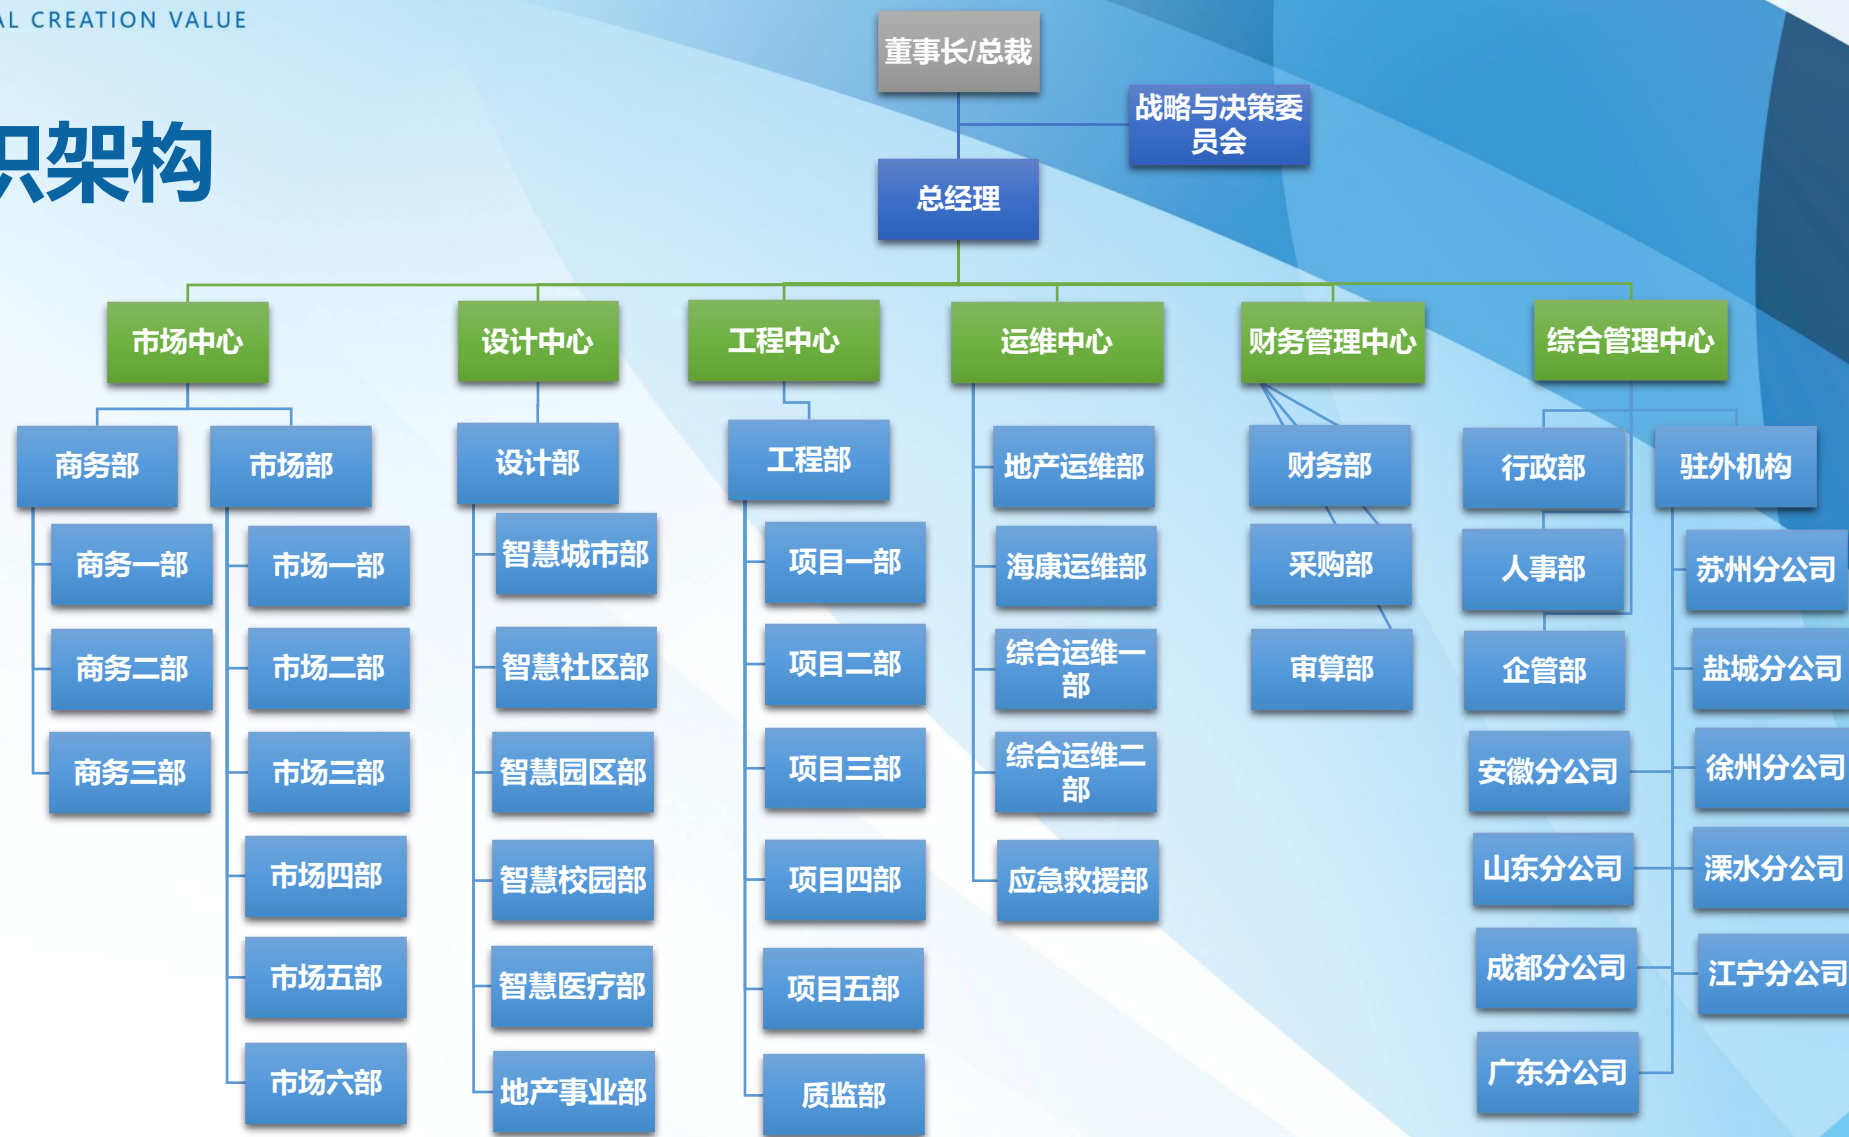 AL CREATION VALUE
织架构
董事长/总裁
战略与决策委
员会
总经理
市场中心
设计中心
工程中心
运维中心
财务管理中心
综合管理中心
商务部
市场部
设计部
工程部
地产运维部
财务部
行政部
驻外机构
商务一部
市场一部
智慧城市部
项目一部
海康运维部
采购部
人事部
苏州分公司
商务二部
市场二部
智慧社区部
项目二部
综合运维一
部
审算部
企管部
盐城分公司
商务三部
市场三部
智慧园区部
项目三部
综合运维二
部
安徽分公司
徐州分公司
市场四部
智慧校园部
项目四部
应急救援部
山东分公司
溧水分公司
市场五部
智慧医疗部
项目五部
成都分公司
江宁分公司
市场六部
地产事业部
质监部
广东分公司